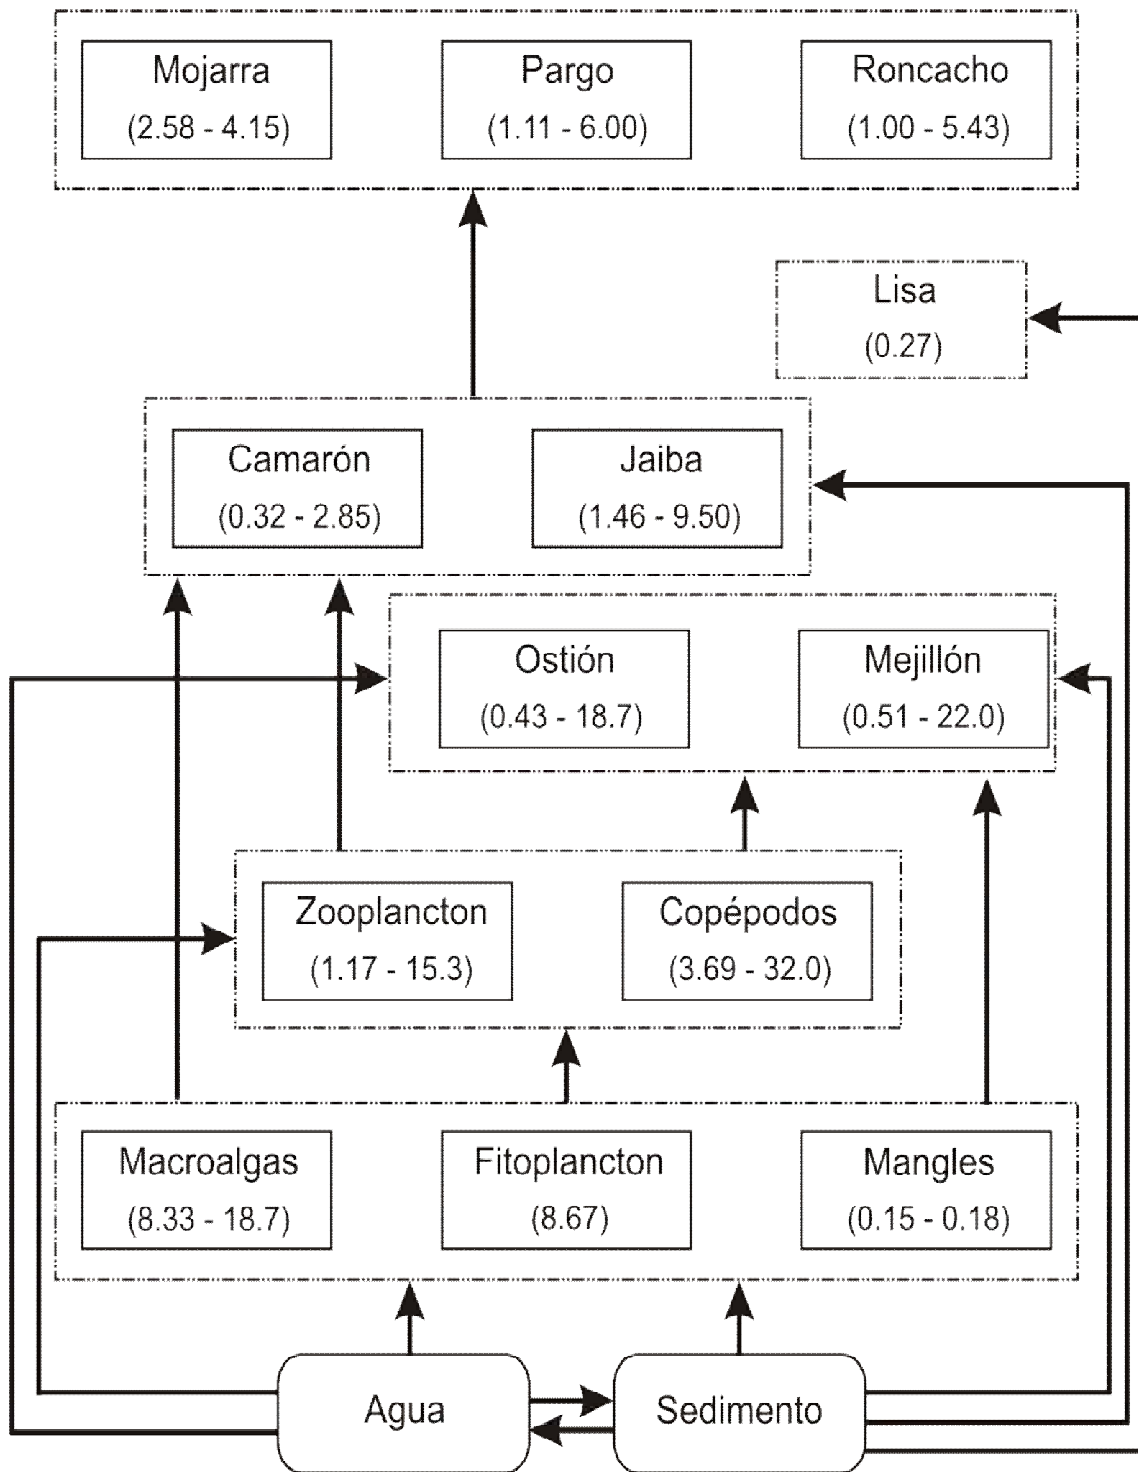 Mojarra
(2.58 - 4.15)
Pargo
(1.11 - 6.00)
Roncacho
(1.00 - 5.43)
Lisa
(0.27)
Camarón
(0.32 - 2.85)
Jaiba
(1.46 - 9.50)
Ostión
(0.43 - 18.7)
Mejillón
(0.51 - 22.0)
Zooplancton
(1.17 - 15.3)
Copépodos
(3.69 - 32.0)
Macroalgas
(8.33 - 18.7)
Fitoplancton
(8.67)
Mangles
(0.15 - 0.18)
Agua
Sedimento